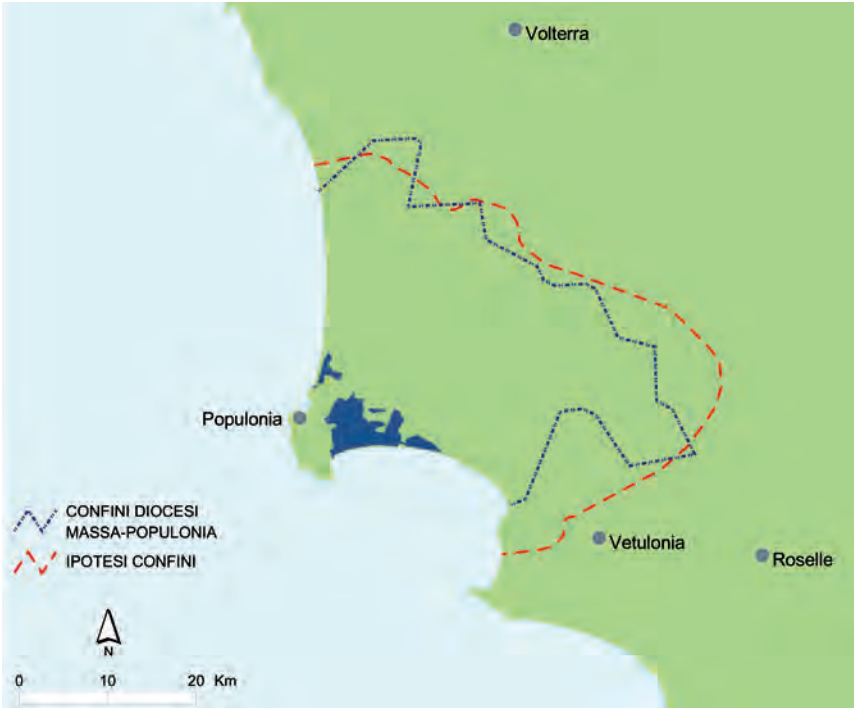 Volterra
Populonia
CONFINI DIOCESI
MASSA-POPULONIA
IPOTESI CONFINI
Vetulonia
Roselle
N
0 10 20 Km